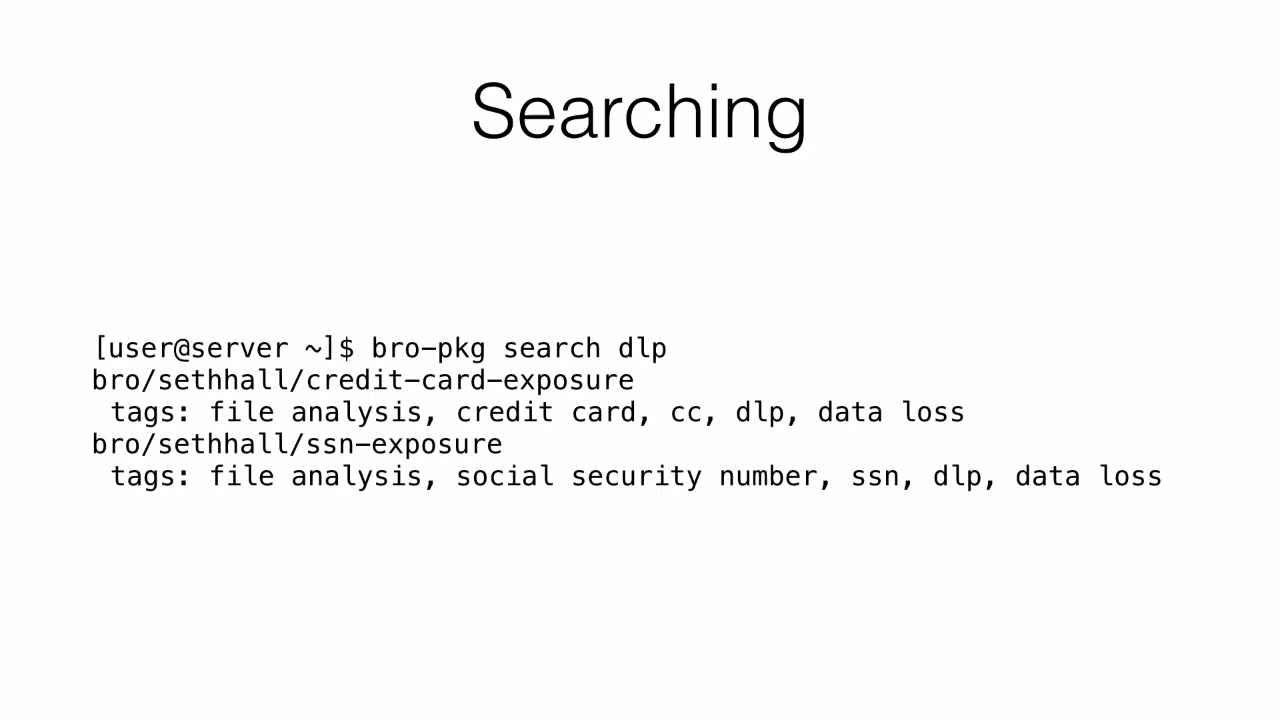 Searching
[user@server ~]$ bro-pkg search dlp
bro/sethhall/credit-card-exposure
 tags: file analysis, credit card, cc, dlp, data loss
bro/sethhall/ssn-exposure
 tags: file analysis, social security number, ssn, dlp, data loss